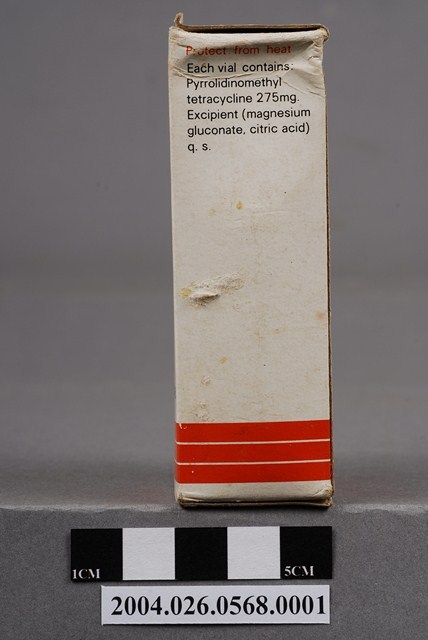 Protect from heat
Each vial contains:
Pyrrolidinomethyl
tetracycline 275mg.
Excipient (magnesium
gluconate, citric acid)
q. s.
1CM 5CM
2004.026.0568.0001